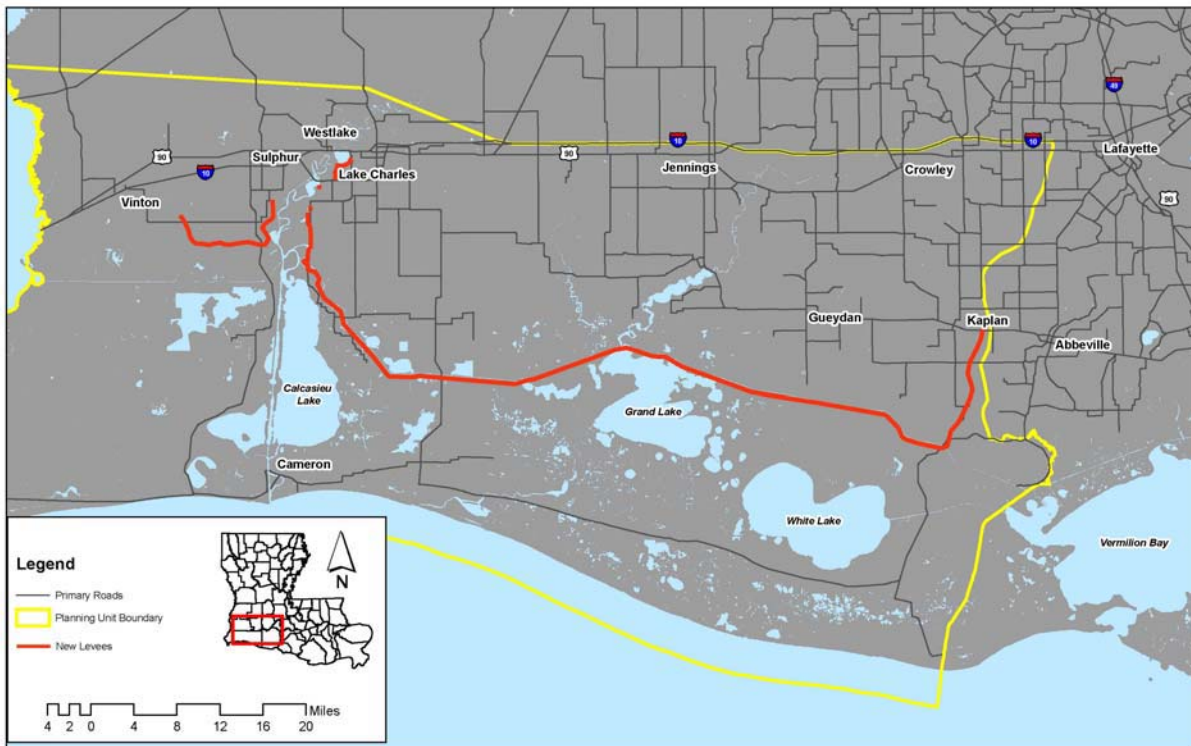 49
Westlake
90
Sulphur
10
90
10
10
Lafayette
Lake Charles
Jennings
Crowley
Vinton
90
Gueydan
Kaplan
Abbeville
Calcasieu
Lake
Grand Lake
Cameron
White Lake
Vermilion Bay
Legend
N
Primary Roads
Planning Unit Boundary
New Levees
Miles
4 2 0 4 8 12 16 20